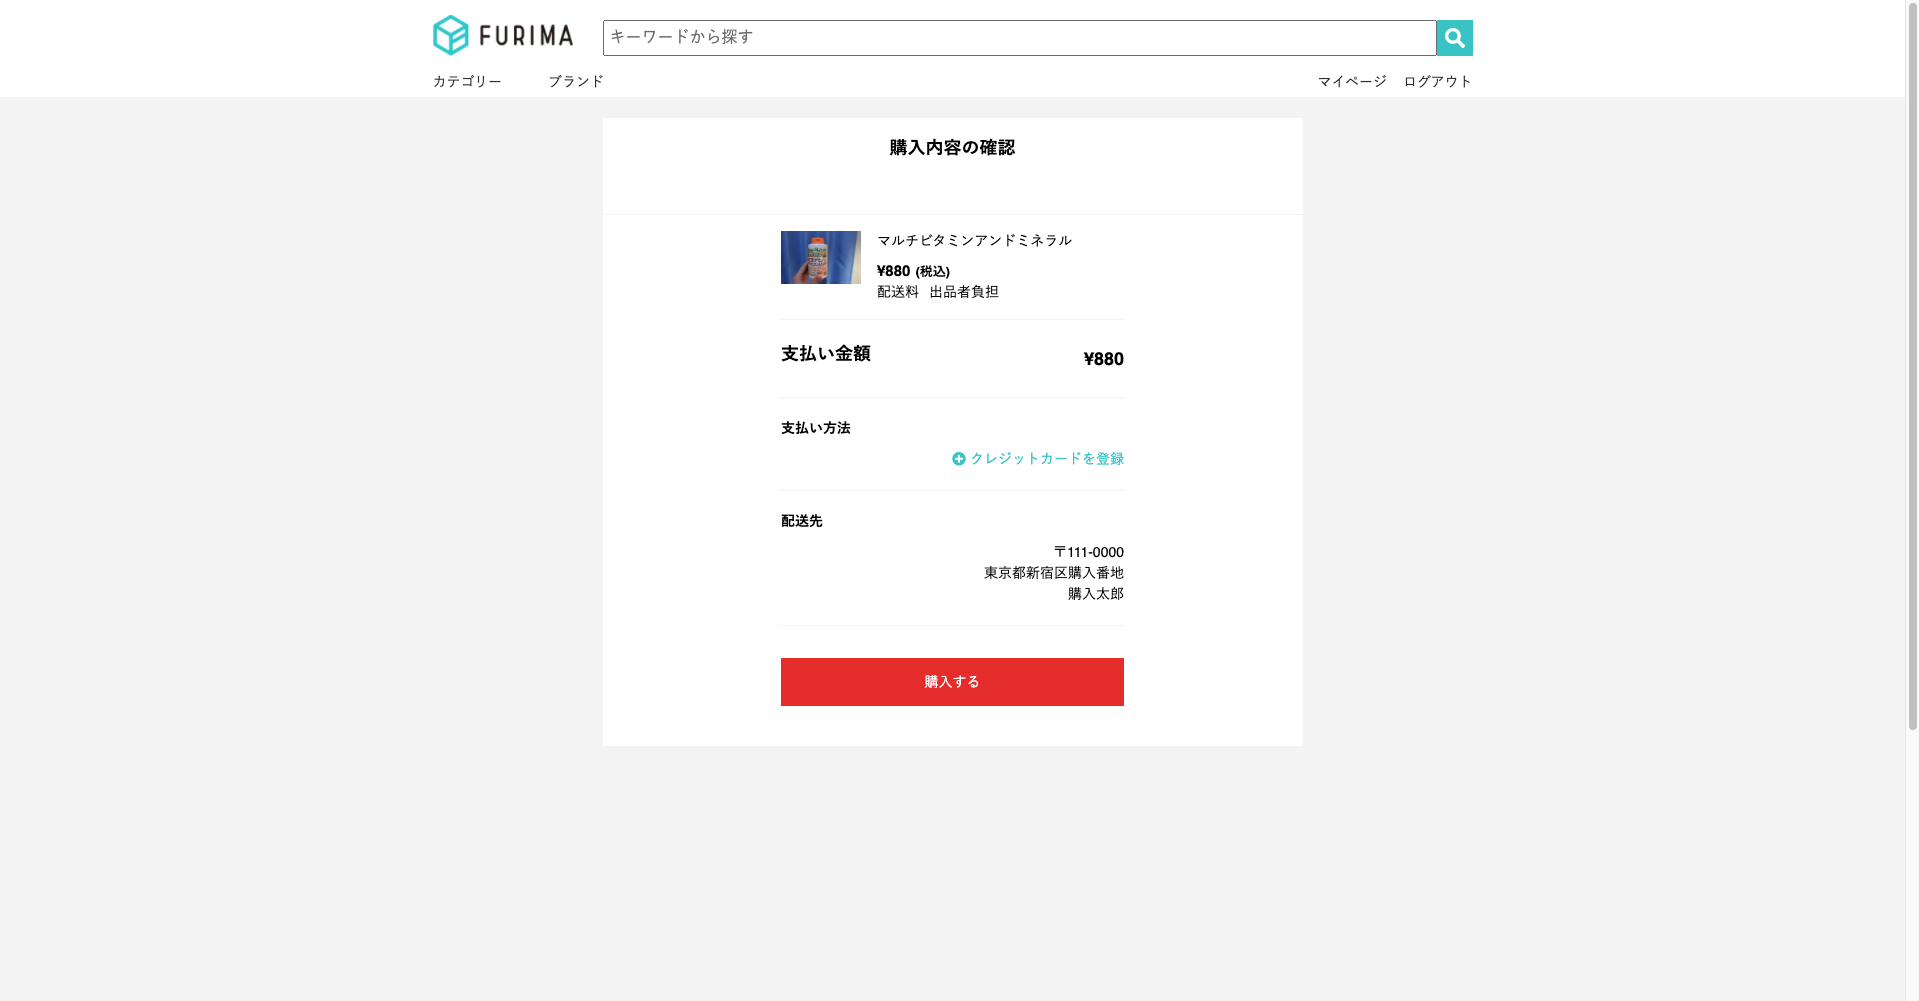 FURIMA
キーワードから探す
カテゴリー
ブランド
マイページ
ログアウト
購入内容の確認
マルチビタミンアンドミネラル
¥880 (税込)
配送料 出品者負担
支払い金額
¥880
支払い方法
クレジットカードを登録
配送先
〒111-0000
東京都新宿区購入番地
購入太郎
購入する